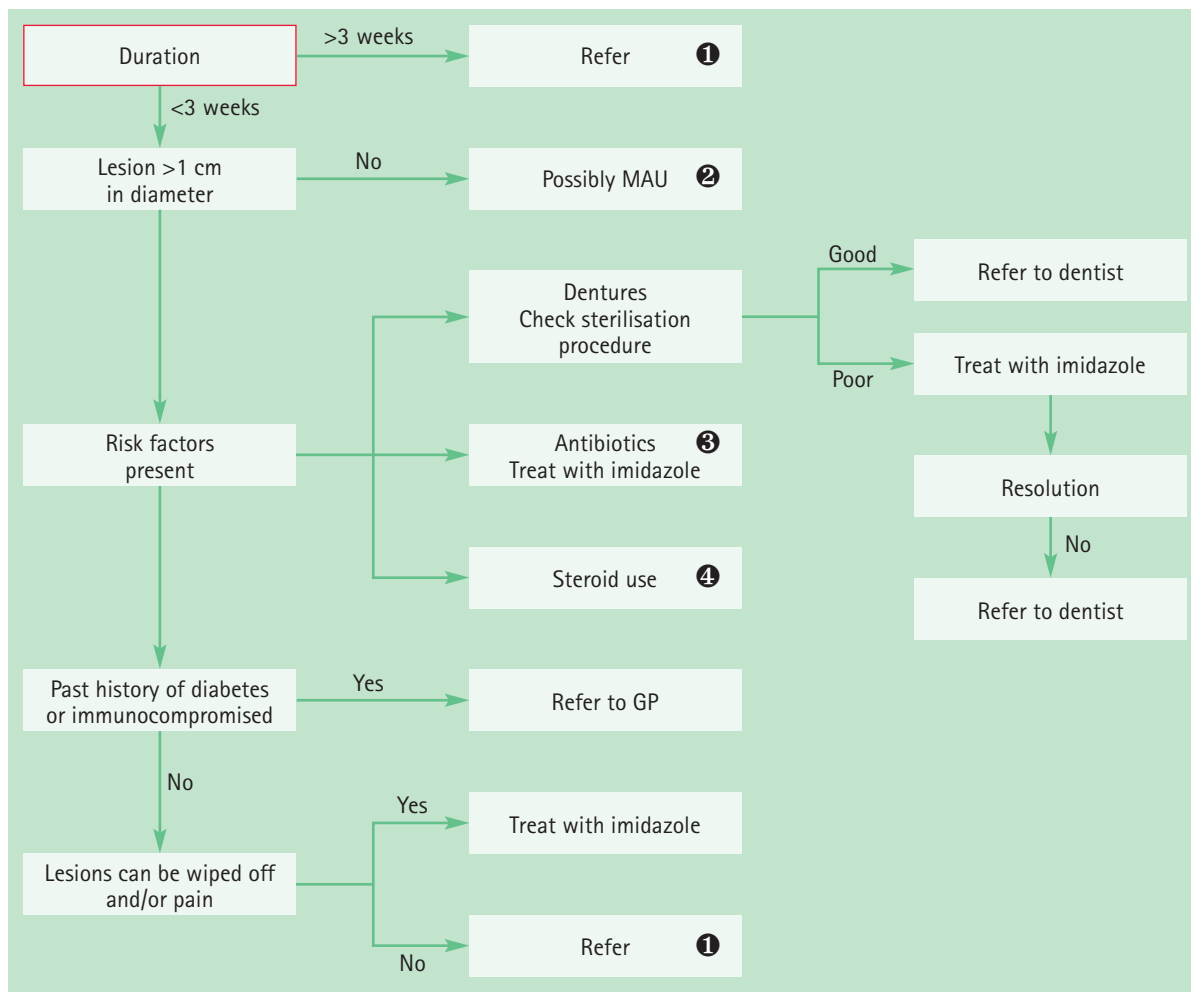 Duration
>3 weeks
Refer ❶
<3 weeks
Lesion >1 cm
in diameter
No
Possibly MAU ❷
Risk factors
present
Dentures
Check sterilisation
procedure
Good
Refer to dentist
Poor
Treat with imidazole
Resolution
No
Refer to dentist
Antibiotics ❸
Treat with imidazole
Steroid use ❹
Past history of diabetes
or immunocompromised
Yes
Refer to GP
No
Lesions can be wiped off
and/or pain
Yes
Treat with imidazole
No
Refer ❶